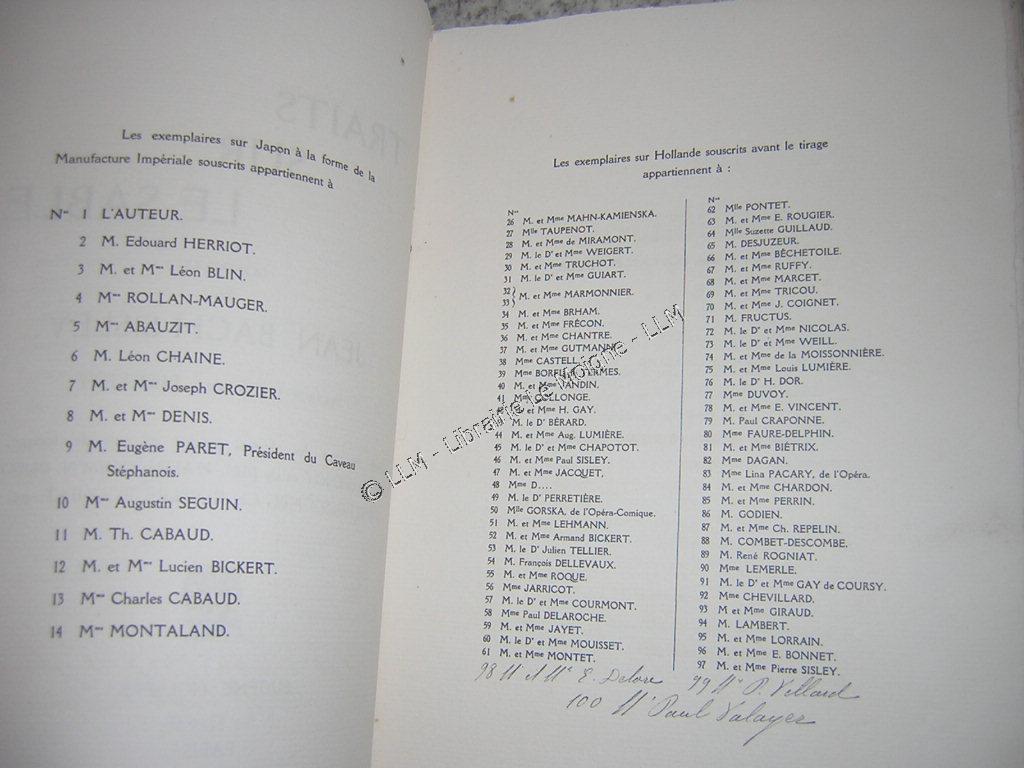 Les exemplaires sur Japon à la forme de la
Manufacture Impériale souscrits appartiennent à
Nos 1 L'AUTEUR.
2 M. Edouard HERRIOT.
3 M. et Mme Léon BLIN.
4 Mme ROLLAN-MAUGER.
5 Mme ABAUZIT.
6 M. Léon CHAINE.
7 M. et Mme Joseph CROZIER.
8 M. et Mme DENIS.
9 M. Eugène PARET, Président du Caveau
Stéphanois.
10 Mme Augustin SEGUIN.
11 M. Th. CABAUD.
12 M. et Mme Lucien BICKERT.
13 Mme Charles CABAUD.
14 Mme MONTALAND.
Les exemplaires sur Hollande souscrits avant le tirage
appartiennent à :
Nos
26 M. et Mme MAHN-KAMIENSKA.
27 Mlle TAUPENOT.
28 M. et Mme de MIRAMONT.
29 M. le Dr et Mme WEIGERT.
30 M. et Mme TRUCHOT.
31 M. le Dr et Mme GUIART.
32
33 } M. et Mme MARMONNIER.
34 M. et Mme BRHAM.
35 M. et Mme FRÉCON.
36 M. et Mme CHANTRE.
37 M. et Mme GUTMANN.
38 Mme CASTELL
39 Mme
40 M. et Mme JANDIN.
41 Mme COLLONGE.
et Mme H. GAY.
M. le Dr BÉRARD.
44 M. et Mme Aug. LUMIÈRE.
45 M. le Dr et Mme CHAPOTOT.
46 M. et Mme Paul SISLEY.
47 M. et Mme JACQUET.
48 Mme D....
49 M. le Dr PERRETIÈRE.
50 Mlle GORSKA, de l'Opéra-Comique.
51 M. et Mme LEHMANN.
52 M. et Mme Armand BICKERT.
53 M. le Dr Julien TELLIER.
54 M. François DELLEVAUX.
55 M. et Mme ROQUE.
56 Mme JARRICOT.
57 M. le Dr et Mme COURMONT.
58 Mme Paul DELAROCHE.
59 M. et Mme JAYET.
60 M. le Dr et Mme MOUISSET.
61 M. et Mme MONTET.
Nos
62 Mlle PONTET.
63 M. et Mme E. ROUGIER.
64 Mlle Suzette GUILLAUD.
65 M. DESJUZEUR.
66 M. et Mme BÊCHETOILE.
67 M. et Mme RUFFY.
68 M. et Mme MARCET.
69 M. et Mme TRICOU.
70 M. et Mme J. COIGNET.
71 M. FRUCTUS.
72 M. le Dr et Mme NICOLAS.
73 M. le Dr et Mme WEILL.
74 M. et Mme de la MOISSONNIÈRE.
75 M. et Mme Louis LUMIÈRE.
76 M. le Dr H. DOR.
77 Mme DUVOY.
78 M. et Mme E. VINCENT.
79 M. Paul CRAPONNE.
80 Mme FAURE-DELPHIN.
81 M. et Mme BIÉTRIX.
82 Mme DAGAN.
83 Mme Lina PACARY, de l'Opéra.
84 M. et Mme CHARDON.
85 M. et Mme PERRIN.
86 M. GODIEN.
87 M. et Mme Ch. REPELIN.
88 M. COMBET-DESCOMBE.
89 M. René ROGNIAT.
90 Mme LEMERLE.
91 M. le Dr et Mme GAY de COURSY.
92 Mme CHEVILLARD.
93 M et Mme GIRAUD.
94 M. LAMBERT.
95 M. et Mme LORRAIN.
96 M. et Mme E. BONNET.
97 M. et Mme Pierre SISLEY.
98 Mr et Mme E. Delore
99 Mr P. Villard
100 Mr Paul Valayer
© LLM - Librairie Le Moigne - LLM